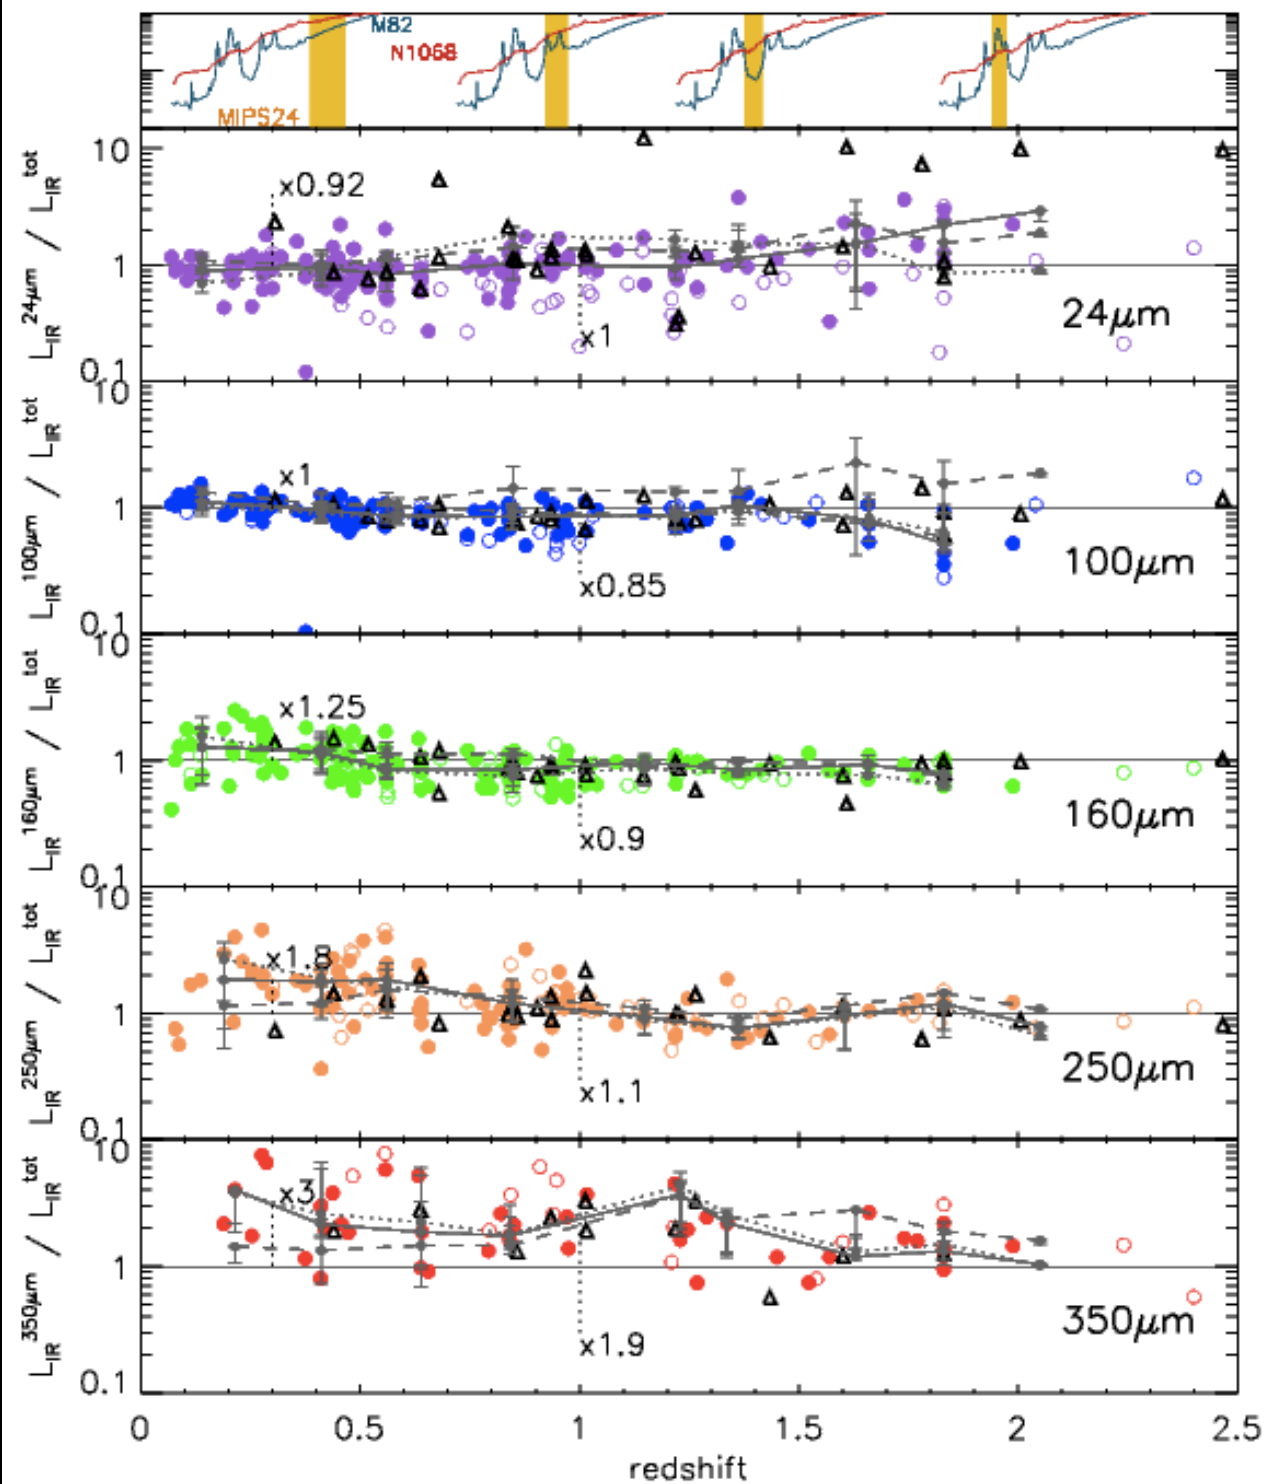 M82
N1068
MIPS24
10
x0.92
1
x1
24μm
0.1
L_IR^24μm / L_IR^tot
10
x1
1
x0.85
100μm
0.1
L_IR^100μm / L_IR^tot
10
x1.25
1
x0.9
160μm
0.1
L_IR^160μm / L_IR^tot
10
x1.8
1
x1.1
250μm
0.1
L_IR^250μm / L_IR^tot
10
x3
1
x1.9
350μm
0.1
L_IR^350μm / L_IR^tot
0 0.5 1 1.5 2 2.5
redshift